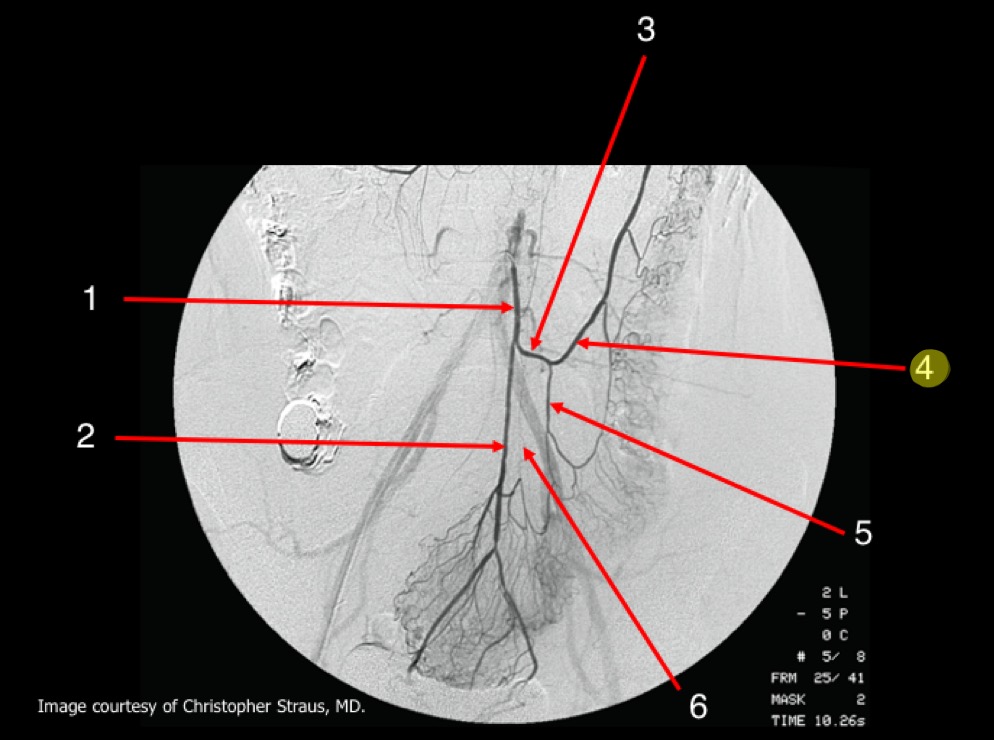 3
1
4
2
5
6
2 L
- 5 P
0 C
# 5/ 8
FRM 25/ 41
MASK 2
TIME 10.26s
Image courtesy of Christopher Straus, MD.